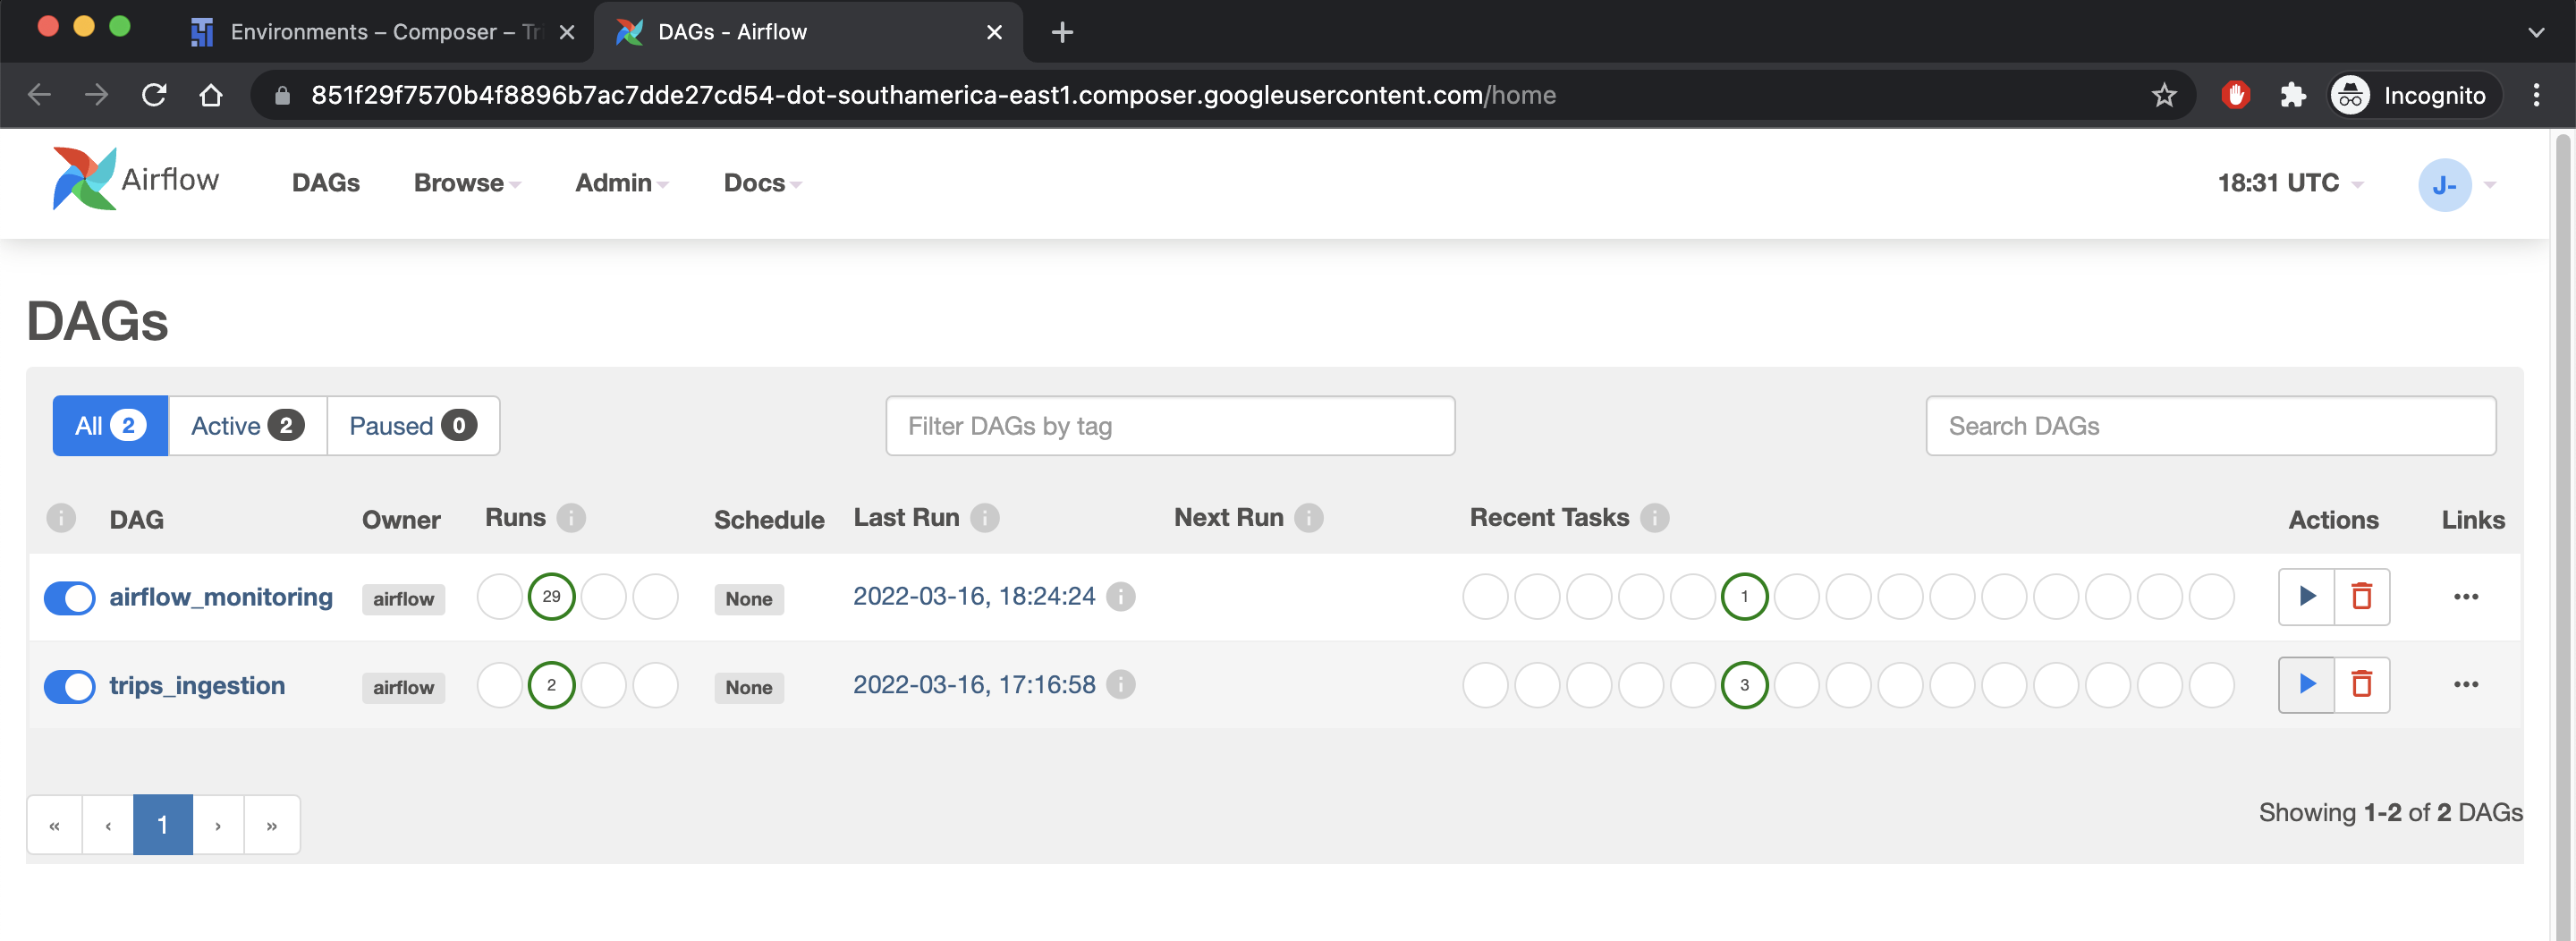 Environments – Composer – Tri
DAGs - Airflow
851f29f7570b4f8896b7ac7dde27cd54-dot-southamerica-east1.composer.googleusercontent.com/home
Incognito
Airflow DAGs Browse Admin Docs 18:31 UTC J-
DAGs
All 2 Active 2 Paused 0 Filter DAGs by tag Search DAGs
i DAG Owner Runs i Schedule Last Run i Next Run i Recent Tasks i Actions Links
airflow_monitoring airflow 29 None 2022-03-16, 18:24:24 i 1
trips_ingestion airflow 2 None 2022-03-16, 17:16:58 i 3
« ‹ 1 › » Showing 1-2 of 2 DAGs